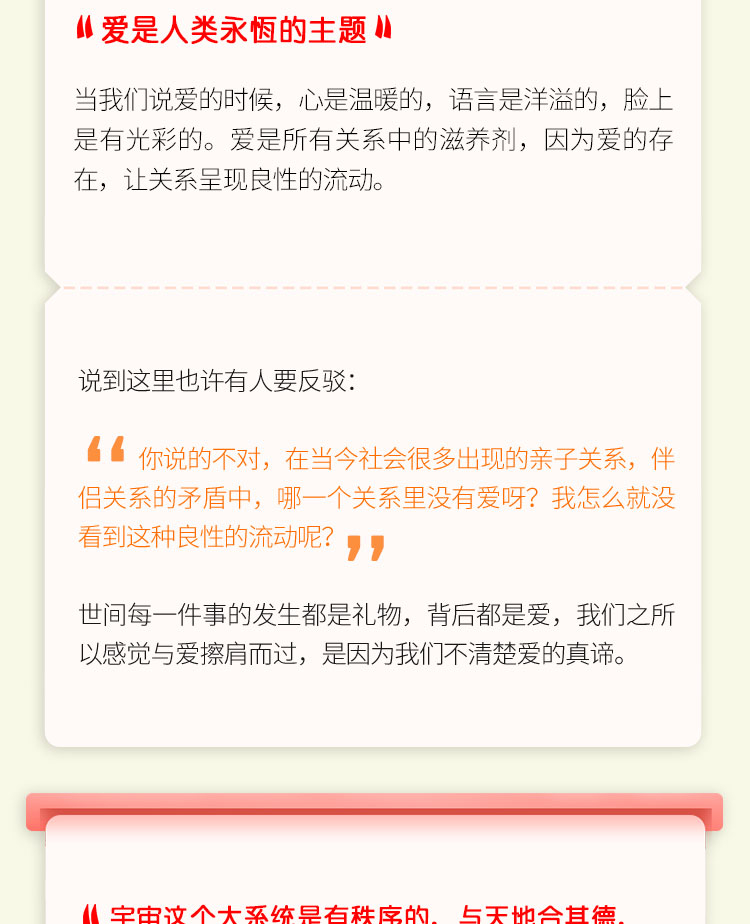 “爱是人类永恆的主题”
当我们说爱的时候，心是温暖的，语言是洋溢的，脸上
是有光彩的。爱是所有关系中的滋养剂，因为爱的存
在，让关系呈现良性的流动。
说到这里也许有人要反驳：
“你说的不对，在当今社会很多出现的亲子关系，伴
侣关系的矛盾中，哪一个关系里没有爱呀？我怎么就没
看到这种良性的流动呢？”
世间每一件事的发生都是礼物，背后都是爱，我们之所
以感觉与爱擦肩而过，是因为我们不清楚爱的真谛。
“宇宙这个大系统是有秩序的，与天地合其德，